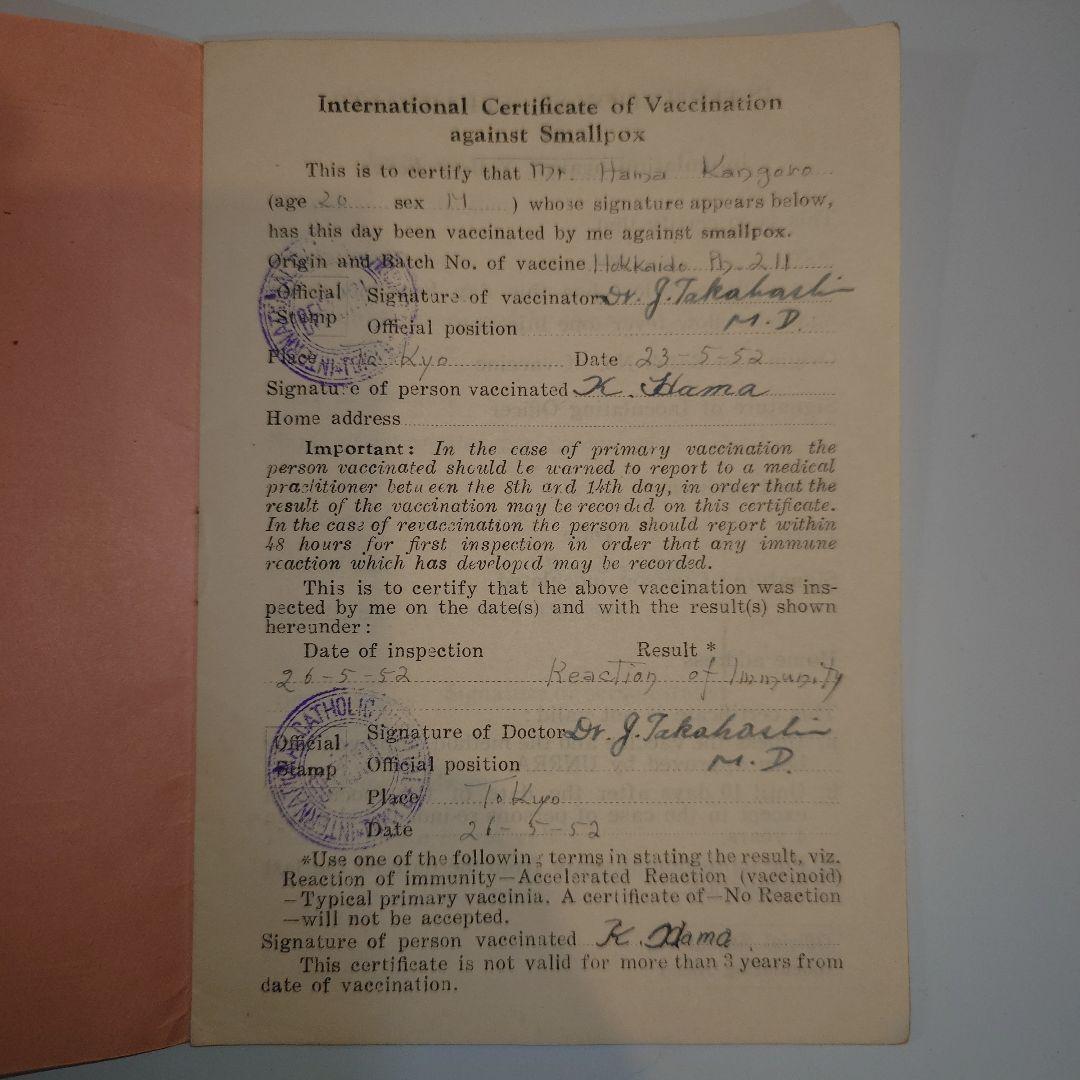 International Certificate of Vaccination
against Smallpox
This is to certify that Mr. Hama Kangoro
(age 20 sex M ) whose signature appears below,
has this day been vaccinated by me against smallpox.
Origin and Batch No. of vaccine Hokkaido 211
Official Stamp
Signature of vaccinator Dr. J. Takahashi
Official position M.D.
Place ToKyo Date 23-5-52
Signature of person vaccinated K. Hama
Home address
Important: In the case of primary vaccination the
person vaccinated should be warned to report to a medical
practitioner between the 8th and 14th day, in order that the
result of the vaccination may be recorded on this certificate.
In the case of revaccination the person should report within
48 hours for first inspection in order that any immune
reaction which has developed may be recorded.
This is to certify that the above vaccination was ins-
pected by me on the date(s) and with the result(s) shown
hereunder:
Date of inspection Result *
26-5-52 Reaction of Immunity
INTERNATIONAL CATHOLIC
Official Stamp
Signature of Doctor Dr. J. Takahashi
Official position M.D.
Place ToKyo
Date 26-5-52
*Use one of the following terms in stating the result, viz.
Reaction of immunity—Accelerated Reaction (vaccinoid)
—Typical primary vaccinia. A certificate of—No Reaction
—will not be accepted.
Signature of person vaccinated K. Hama
This certificate is not valid for more than 3 years from
date of vaccination.